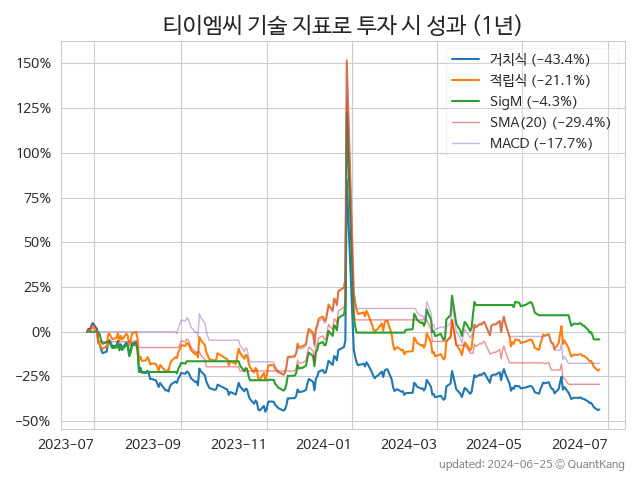 티이엠씨 기술 지표로 투자 시 성과 (1년)
150%
125%
100%
75%
50%
25%
0%
−25%
−50%
거치식 (−43.4%)
적립식 (−21.1%)
SigM (−4.3%)
SMA(20) (−29.4%)
MACD (−17.7%)
2023-07 2023-09 2023-11 2024-01 2024-03 2024-05 2024-07
updated: 2024-06-25 © QuantKang